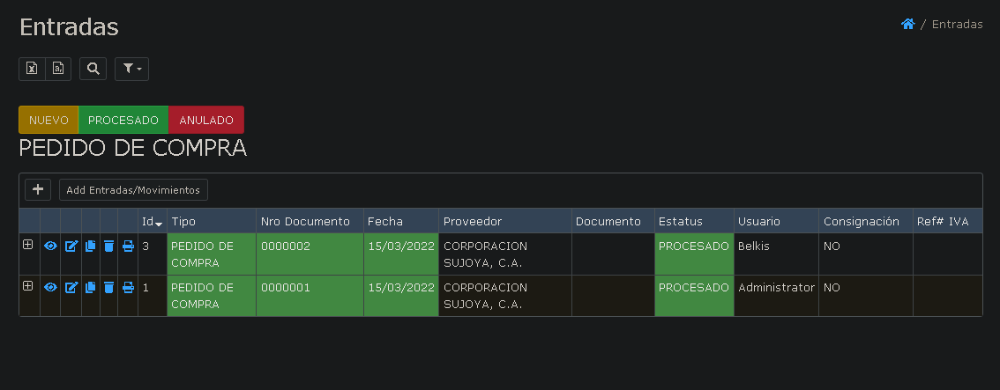 Entradas
/ Entradas
NUEVO PROCESADO ANULADO
PEDIDO DE COMPRA
Add Entradas/Movimientos
Id Tipo Nro Documento Fecha Proveedor Documento Estatus Usuario Consignación Ref# IVA
3 PEDIDO DE 0000002 15/03/2022 CORPORACION PROCESADO Belkis NO
COMPRA SUJOYA, C.A.
1 PEDIDO DE 0000001 15/03/2022 CORPORACION PROCESADO Administrator NO
COMPRA SUJOYA, C.A.